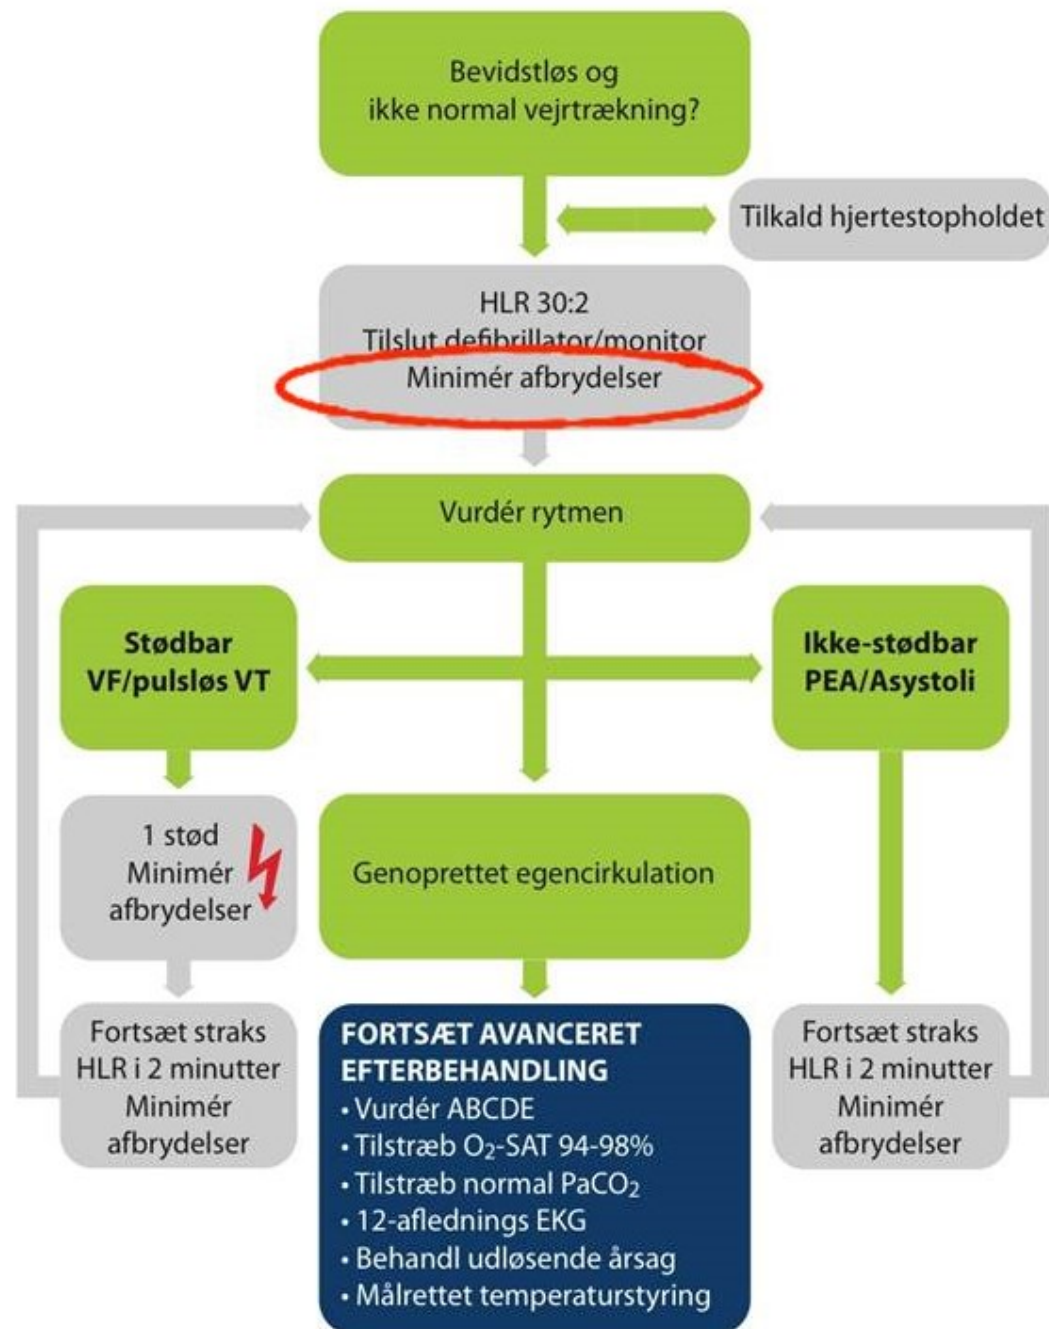 Bevidstløs og
ikke normal vejrtrækning?
Tilkald hjertestopholdet
HLR 30:2
Tilslut defibrillator/monitor
Minimér afbrydelser
Vurdér rytmen
Stødbar
VF/pulsløs VT
Ikke-stødbar
PEA/Asystoli
1 stød
Minimér
afbrydelser
Genoprettet egencirkulation
Fortsæt straks
HLR i 2 minutter
Minimér
afbrydelser
FORTSÆT AVANCERET
EFTERBEHANDLING
• Vurdér ABCDE
• Tilstræb O₂-SAT 94-98%
• Tilstræb normal PaCO₂
• 12-aflednings EKG
• Behandl udløsende årsag
• Målrettet temperaturstyring
Fortsæt straks
HLR i 2 minutter
Minimér
afbrydelser